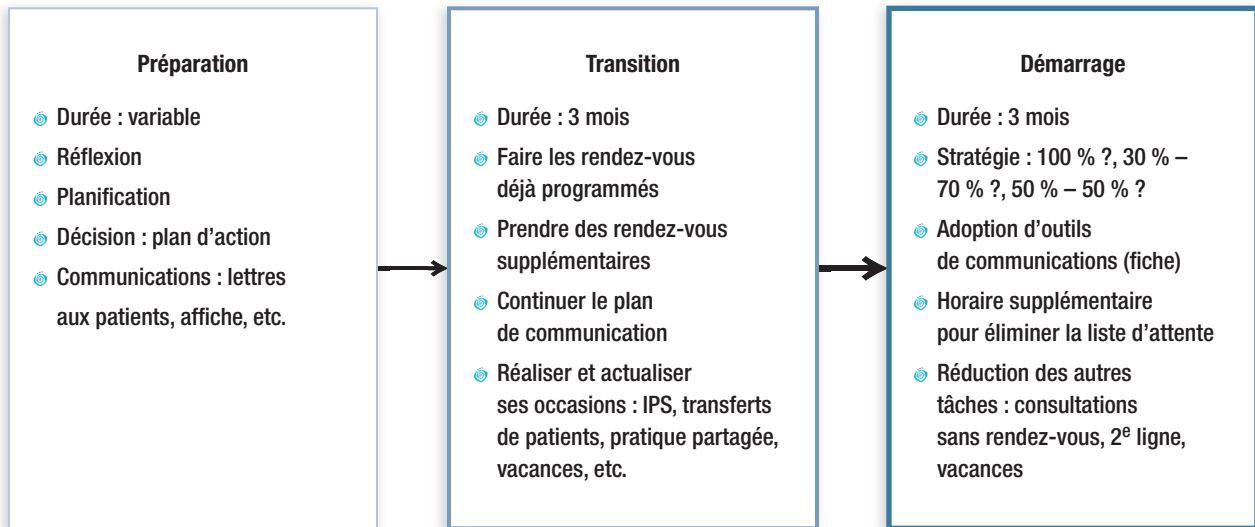 Préparation
Durée : variable
Réflexion
Planification
Décision : plan d’action
Communications : lettres
aux patients, affiche, etc.
Transition
Durée : 3 mois
Faire les rendez-vous
déjà programmés
Prendre des rendez-vous
supplémentaires
Continuer le plan
de communication
Réaliser et actualiser
ses occasions : IPS, transferts
de patients, pratique partagée,
vacances, etc.
Démarrage
Durée : 3 mois
Stratégie : 100 % ?, 30 % –
70 % ?, 50 % – 50 % ?
Adoption d’outils
de communications (fiche)
Horaire supplémentaire
pour éliminer la liste d’attente
Réduction des autres
tâches : consultations
sans rendez-vous, 2e ligne,
vacances